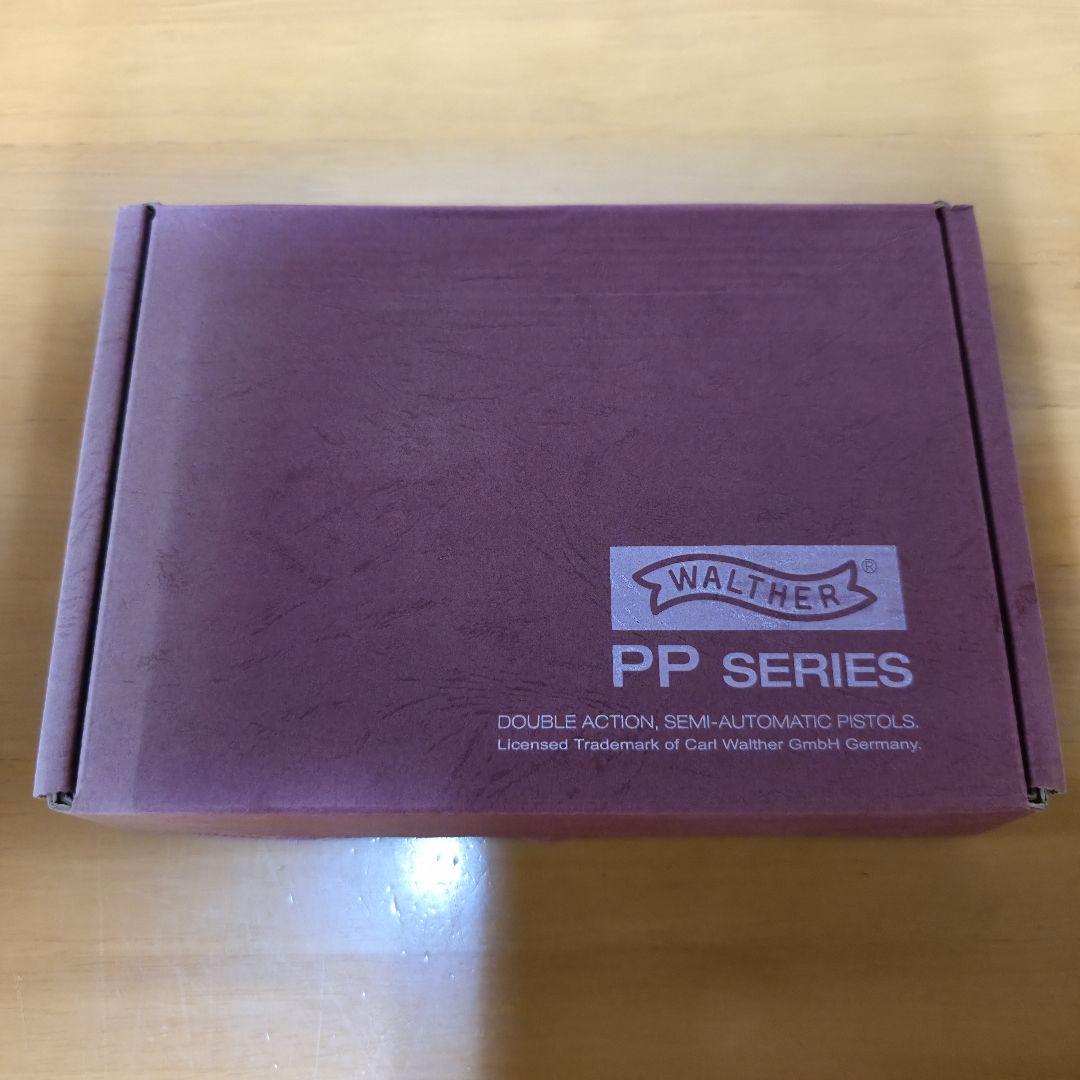 WALTHER®
PP SERIES
DOUBLE ACTION, SEMI-AUTOMATIC PISTOLS.
Licensed Trademark of Carl Walther GmbH Germany.